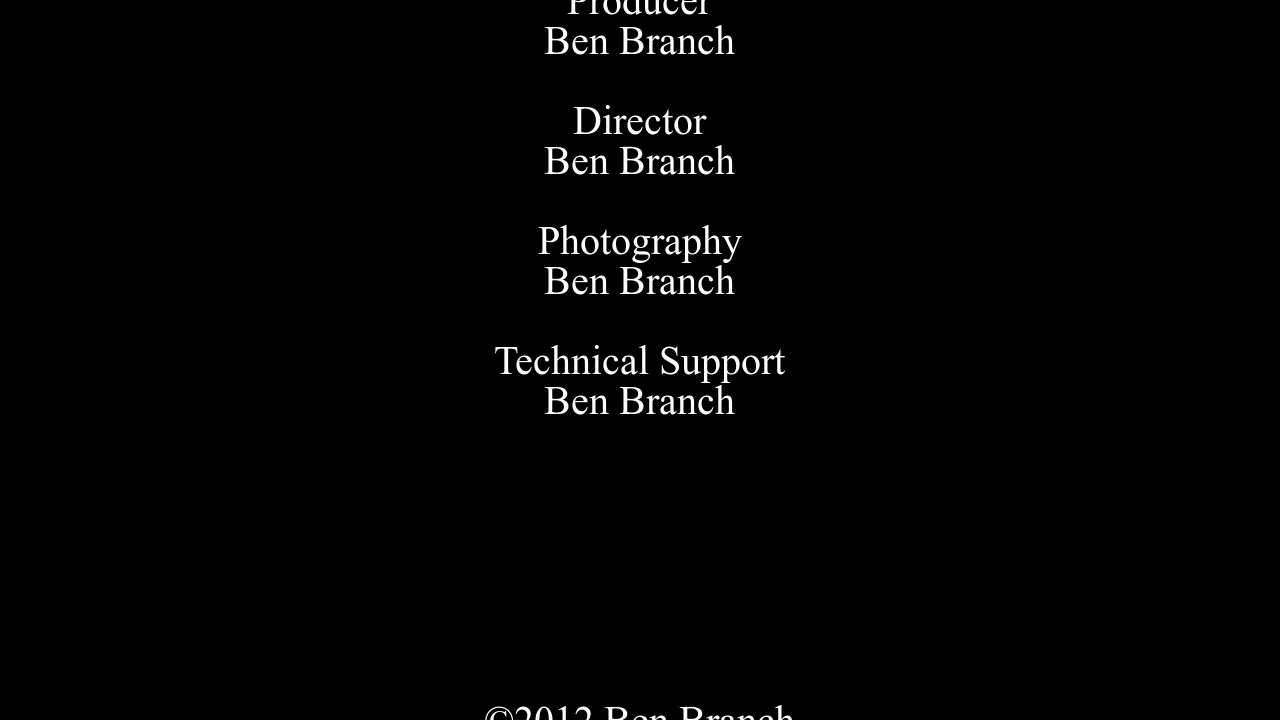 Producer
Ben Branch
Director
Ben Branch
Photography
Ben Branch
Technical Support
Ben Branch
©2012 Ben Branch